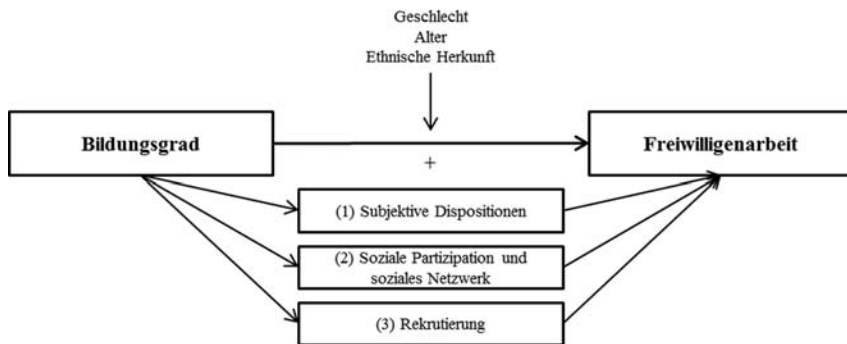 Geschlecht
Alter
Ethnische Herkunft
Bildungsgrad
Freiwilligenarbeit
+
(1) Subjektive Dispositionen
(2) Soziale Partizipation und
soziales Netzwerk
(3) Rekrutierung